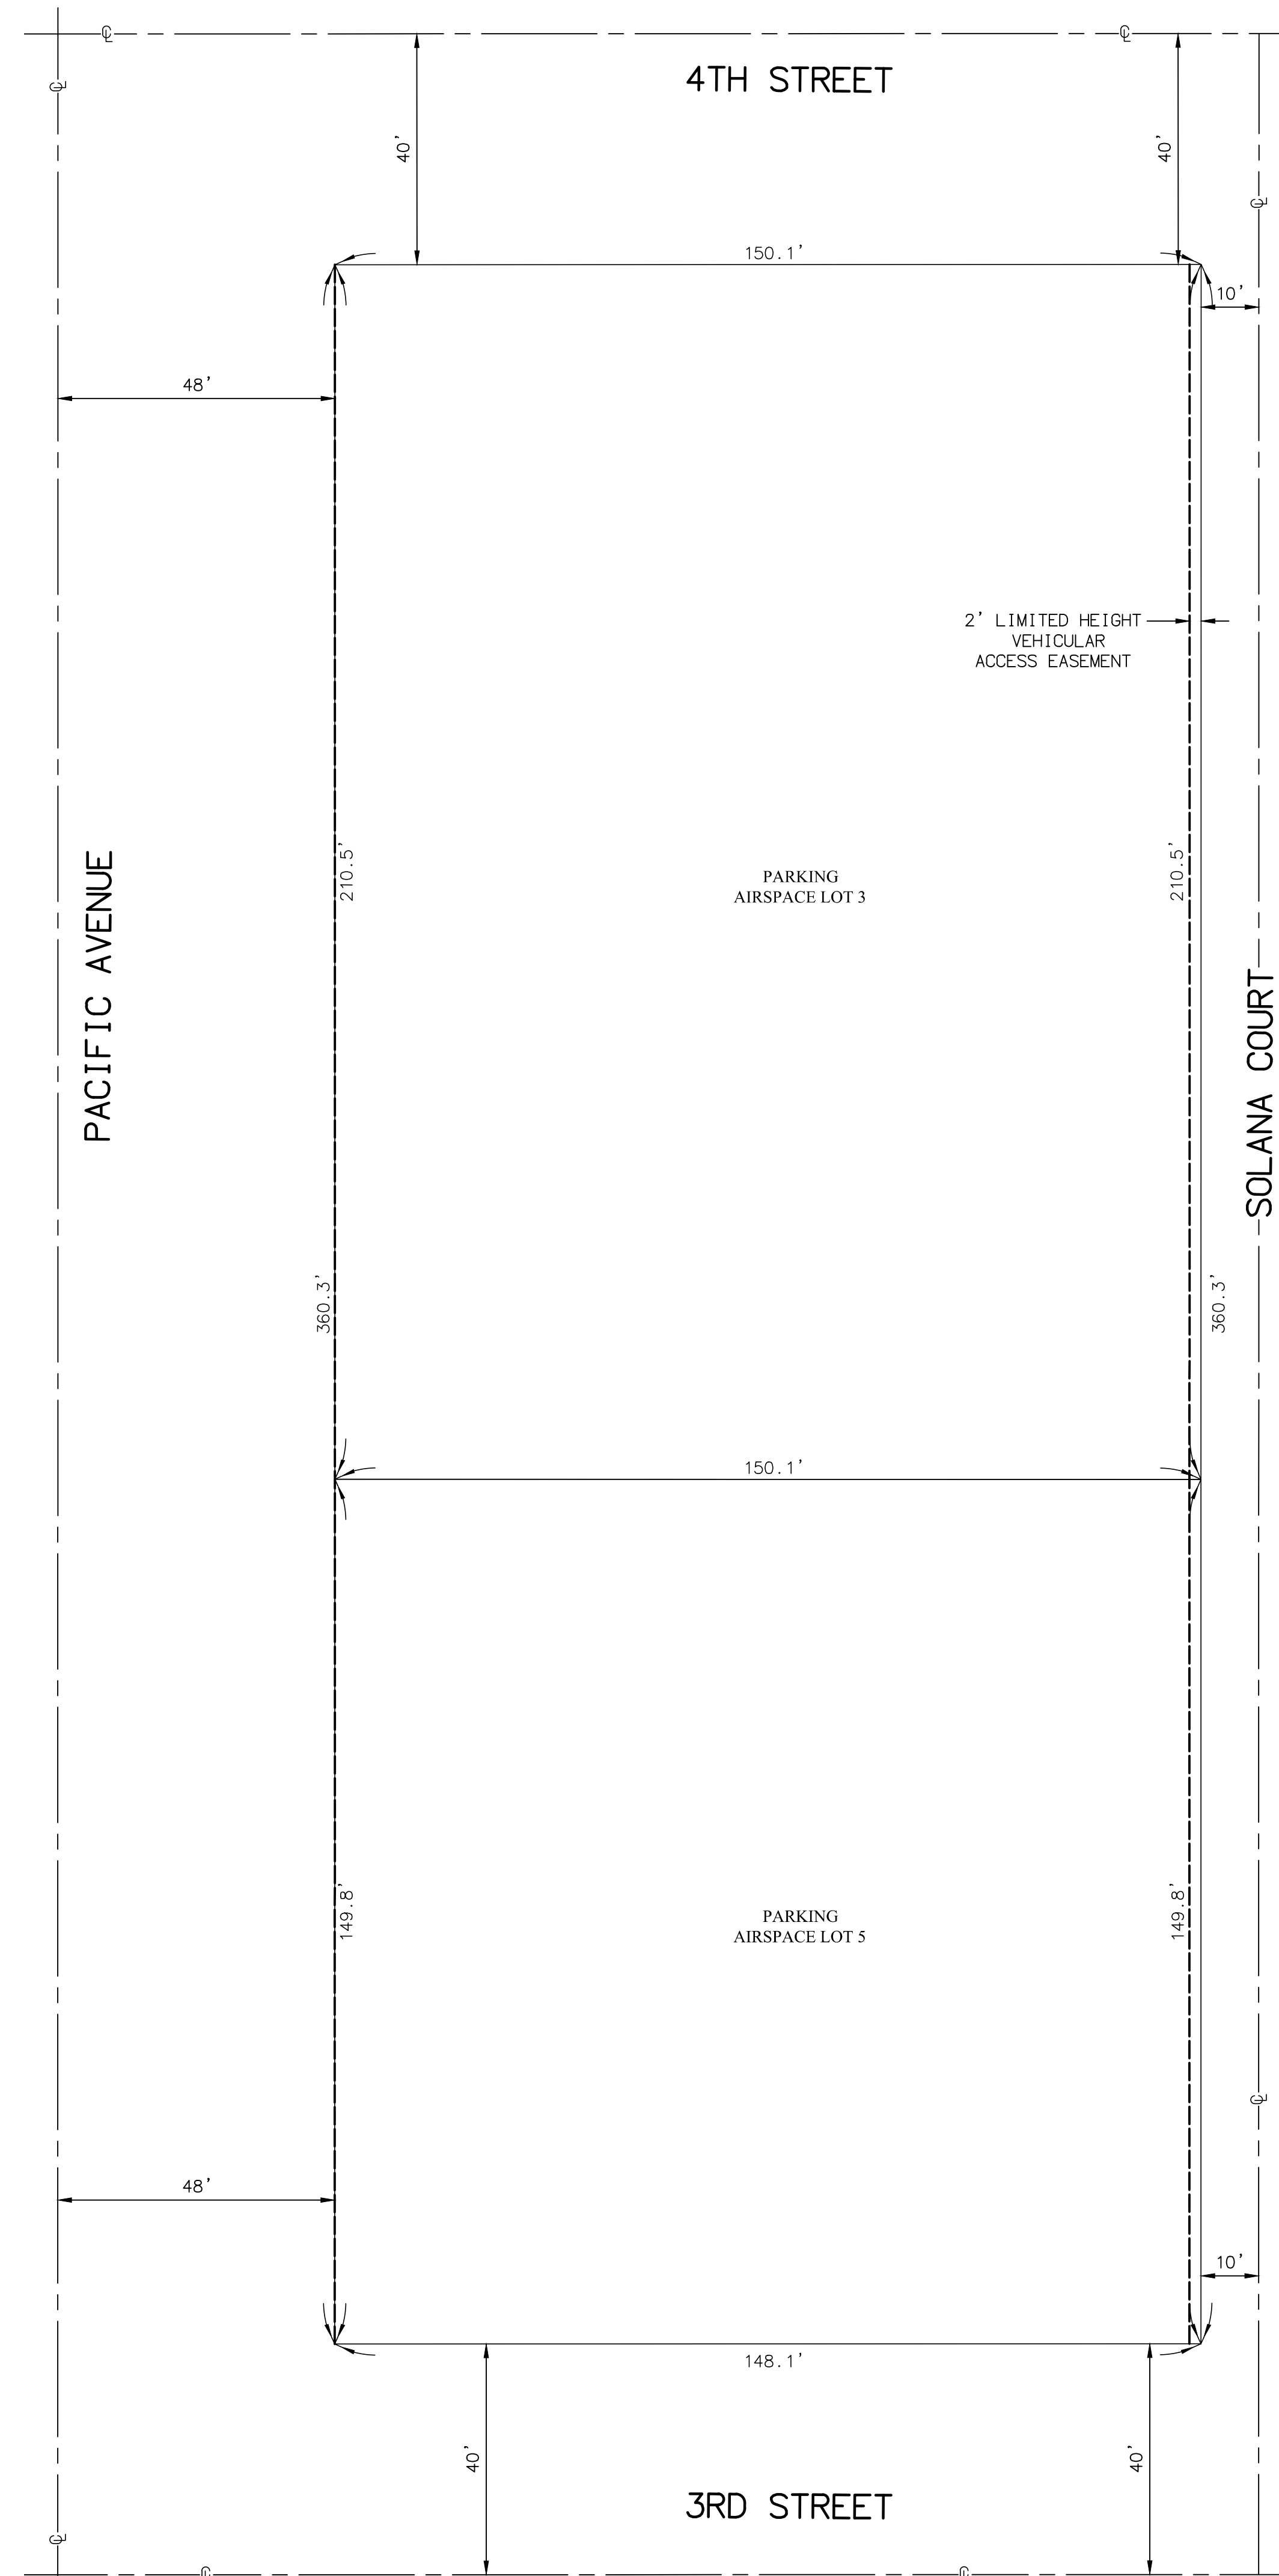 ℄
℄
℄
4TH STREET
40'
40'
150.1'
℄
10'
48'
2' LIMITED HEIGHT
VEHICULAR
ACCESS EASEMENT
210.5'
210.5'
PARKING
AIRSPACE LOT 3
PACIFIC AVENUE
SOLANA COURT
360.3'
360.3'
150.1'
149.8'
149.8'
PARKING
AIRSPACE LOT 5
℄
48'
10'
148.1'
40'
40'
3RD STREET
℄
℄
℄